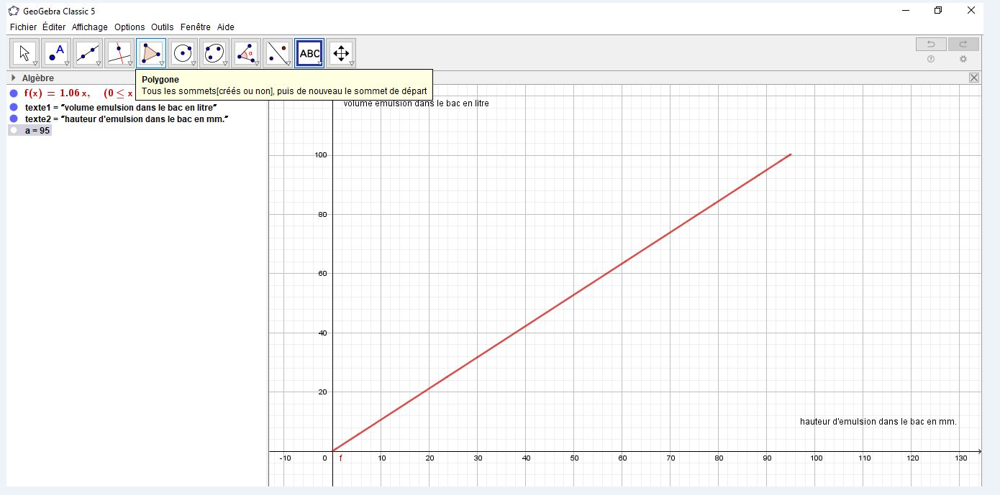 GeoGebra Classic 5
Fichier Éditer Affichage Options Outils Fenêtre Aide
A
α
ABC
Algèbre
Polygone
Tous les sommets[créés ou non], puis de nouveau le sommet de départ
f(x) = 1.06 x, (0 ≤ x
texte1 = "volume emulsion dans le bac en litre"
texte2 = "hauteur d'emulsion dans le bac en mm."
a = 95
volume emulsion dans le bac en litre
100
80
60
40
20
hauteur d'emulsion dans le bac en mm.
-10 0 f 10 20 30 40 50 60 70 80 90 100 110 120 130